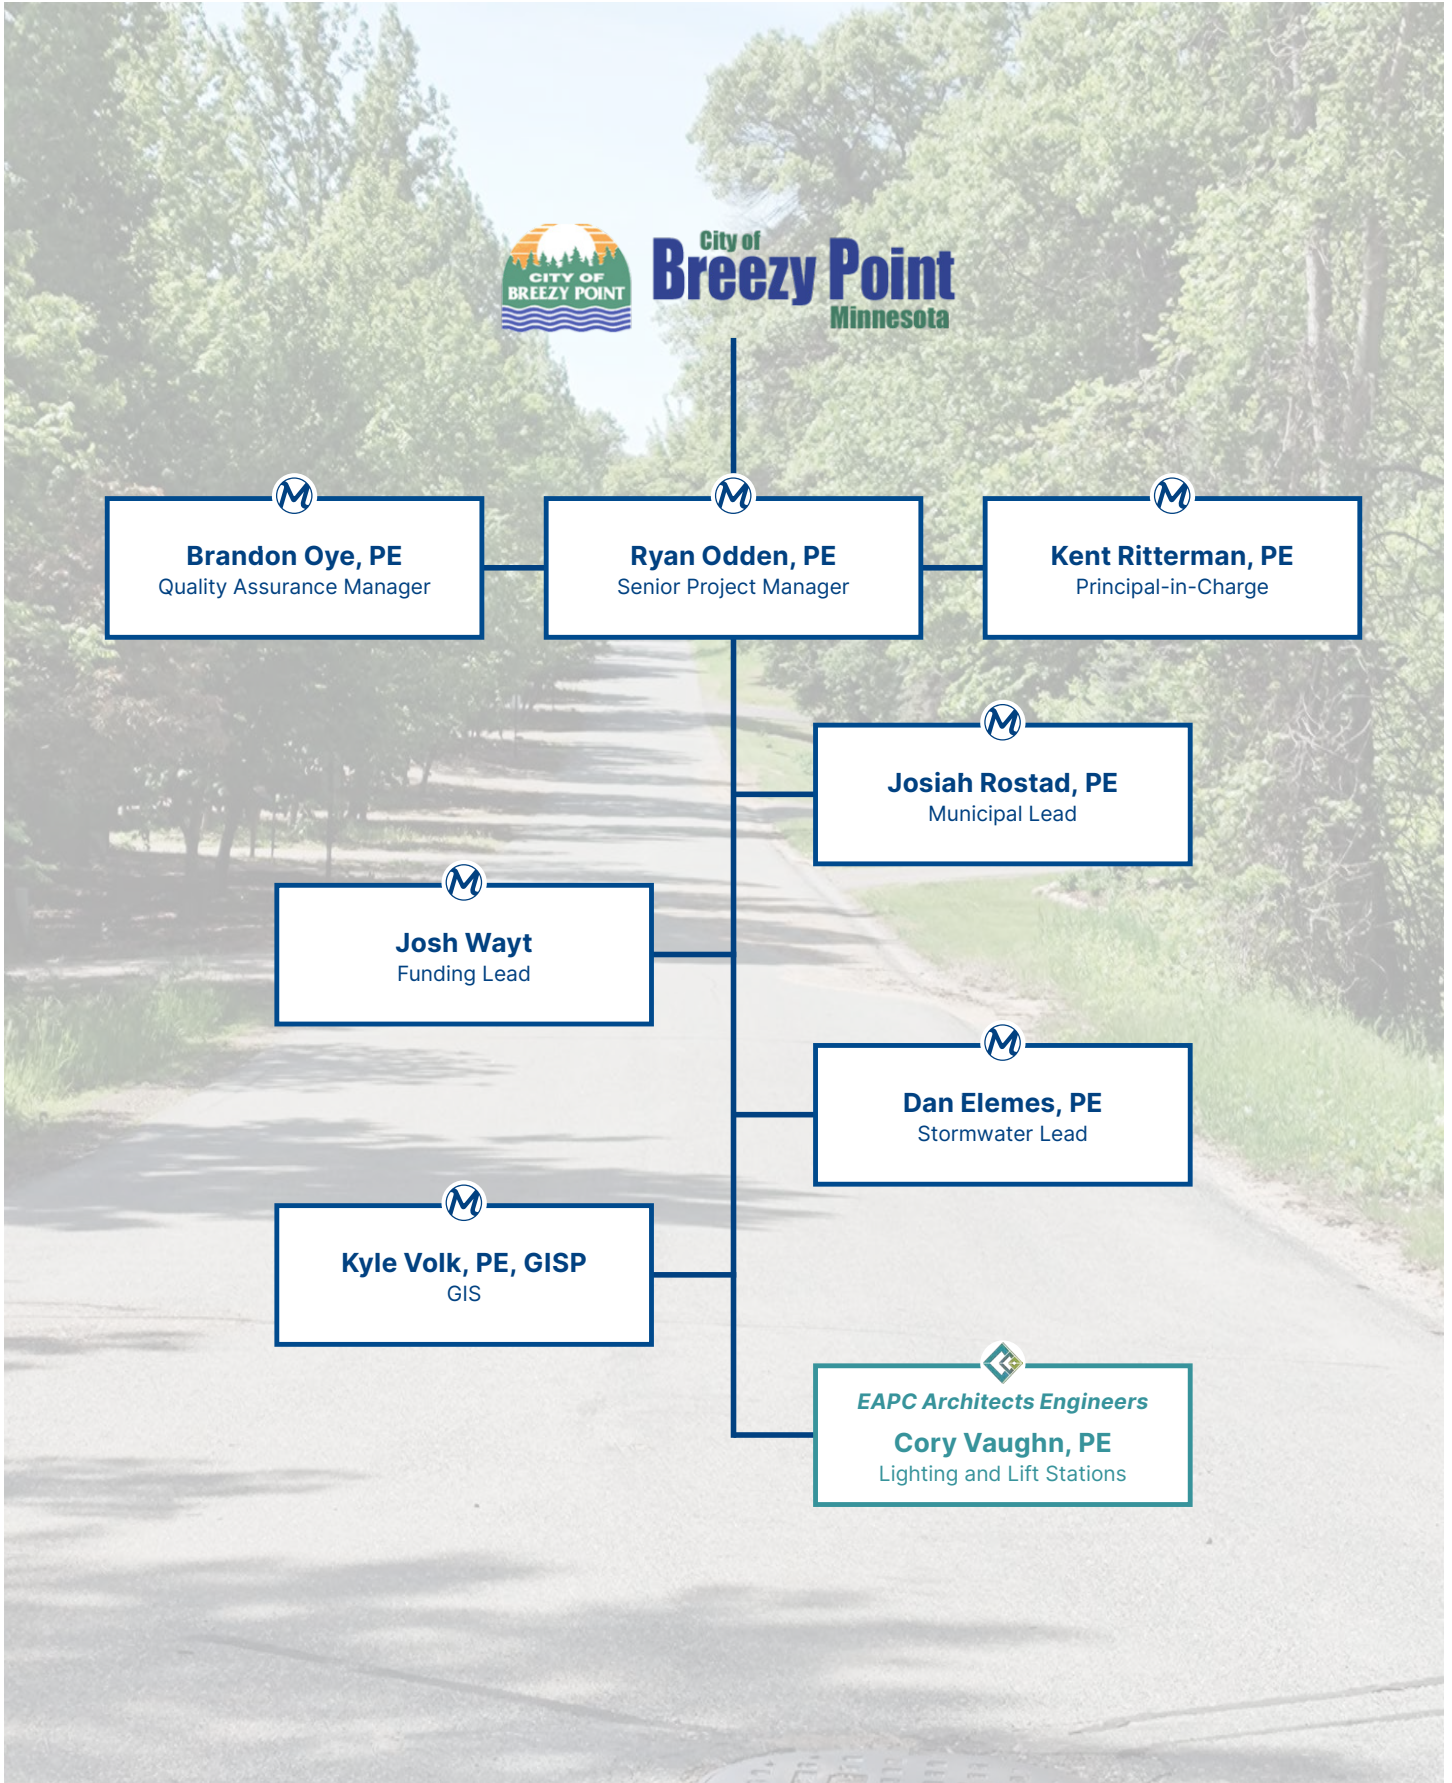 CITY OF
BREEZY POINT
City of
Breezy Point
Minnesota
Brandon Oye, PE
Quality Assurance Manager
Ryan Odden, PE
Senior Project Manager
Kent Ritterman, PE
Principal-in-Charge
Josiah Rostad, PE
Municipal Lead
Josh Wayt
Funding Lead
Dan Elemes, PE
Stormwater Lead
Kyle Volk, PE, GISP
GIS
EAPC Architects Engineers
Cory Vaughn, PE
Lighting and Lift Stations